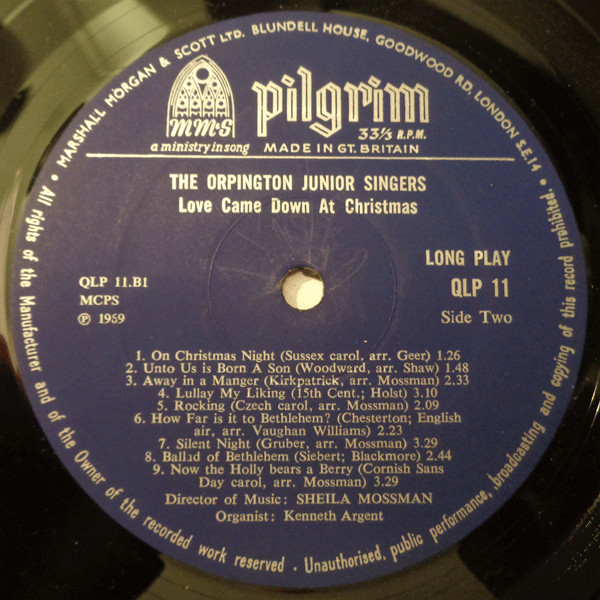 MARSHALL MORGAN & SCOTT LTD. BLUNDELL HOUSE, GOODWOOD RD. LONDON S.E.14 •
MMS
pilgrim
33⅓ R.P.M.
a ministry in song
MADE IN GT. BRITAIN
THE ORPINGTON JUNIOR SINGERS
Love Came Down At Christmas
LONG PLAY
QLP 11.B1
QLP 11
MCPS
℗ 1969
Side Two
1. On Christmas Night (Sussex carol, arr. Geer) 1.26
2. Unto Us is Born A Son (Woodward, arr. Shaw) 1.48
3. Away in a Manger (Kirkpatrick, arr. Mossman) 2.33
4. Lullay My Liking (15th Cent.; Holst) 3.10
5. Rocking (Czech carol, arr. Mossman) 2.09
6. How Far is it to Bethlehem? (Chesterton; English
air, arr. Vaughan Williams) 2.23
7. Silent Night (Gruber, arr. Mossman) 3.29
8. Ballad of Bethlehem (Siebert; Blackmore) 2.44
9. Now the Holly bears a Berry (Cornish Sans
Day carol, arr. Mossman) 3.29
Director of Music: SHEILA MOSSMAN
Organist: Kenneth Argent
• All rights of the Manufacturer and of the Owner of the recorded work reserved . Unauthorised, public performance, broadcasting and copying of this record prohibited.